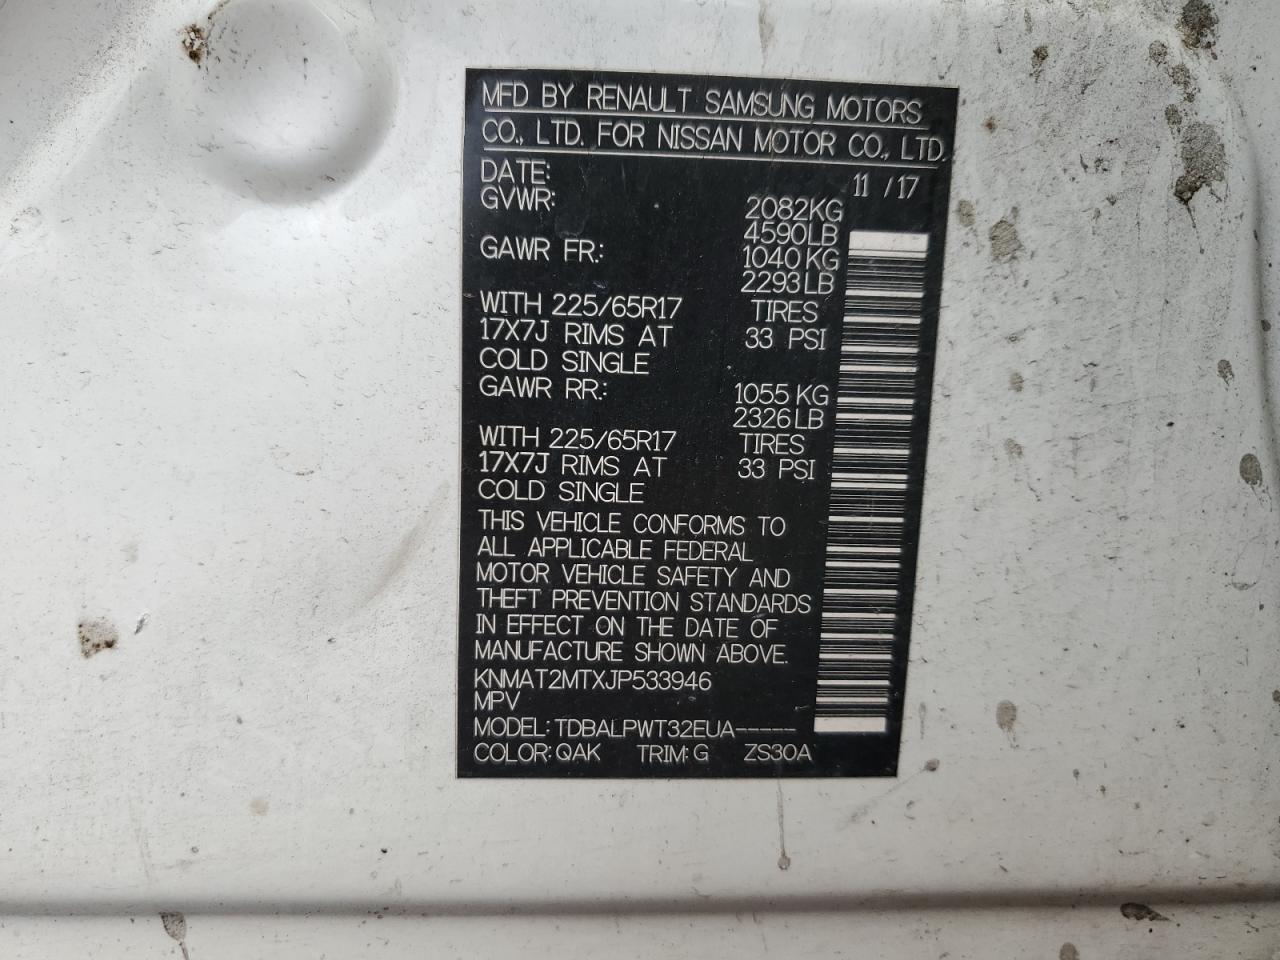 MFD BY RENAULT SAMSUNG MOTORS
CO., LTD. FOR NISSAN MOTOR CO., LTD.
DATE: 11 /17
GVWR: 2082KG
4590LB
GAWR FR.: 1040 KG
2293 LB
WITH 225/65R17 TIRES
17X7J RIMS AT 33 PSI
COLD SINGLE
GAWR RR.: 1055 KG
2326 LB
WITH 225/65R17 TIRES
17X7J RIMS AT 33 PSI
COLD SINGLE
THIS VEHICLE CONFORMS TO
ALL APPLICABLE FEDERAL
MOTOR VEHICLE SAFETY AND
THEFT PREVENTION STANDARDS
IN EFFECT ON THE DATE OF
MANUFACTURE SHOWN ABOVE.
KNMAT2MTXJP533946
MPV
MODEL: TDBALPWT32EUA-----
COLOR: QAK TRIM: G ZS30A